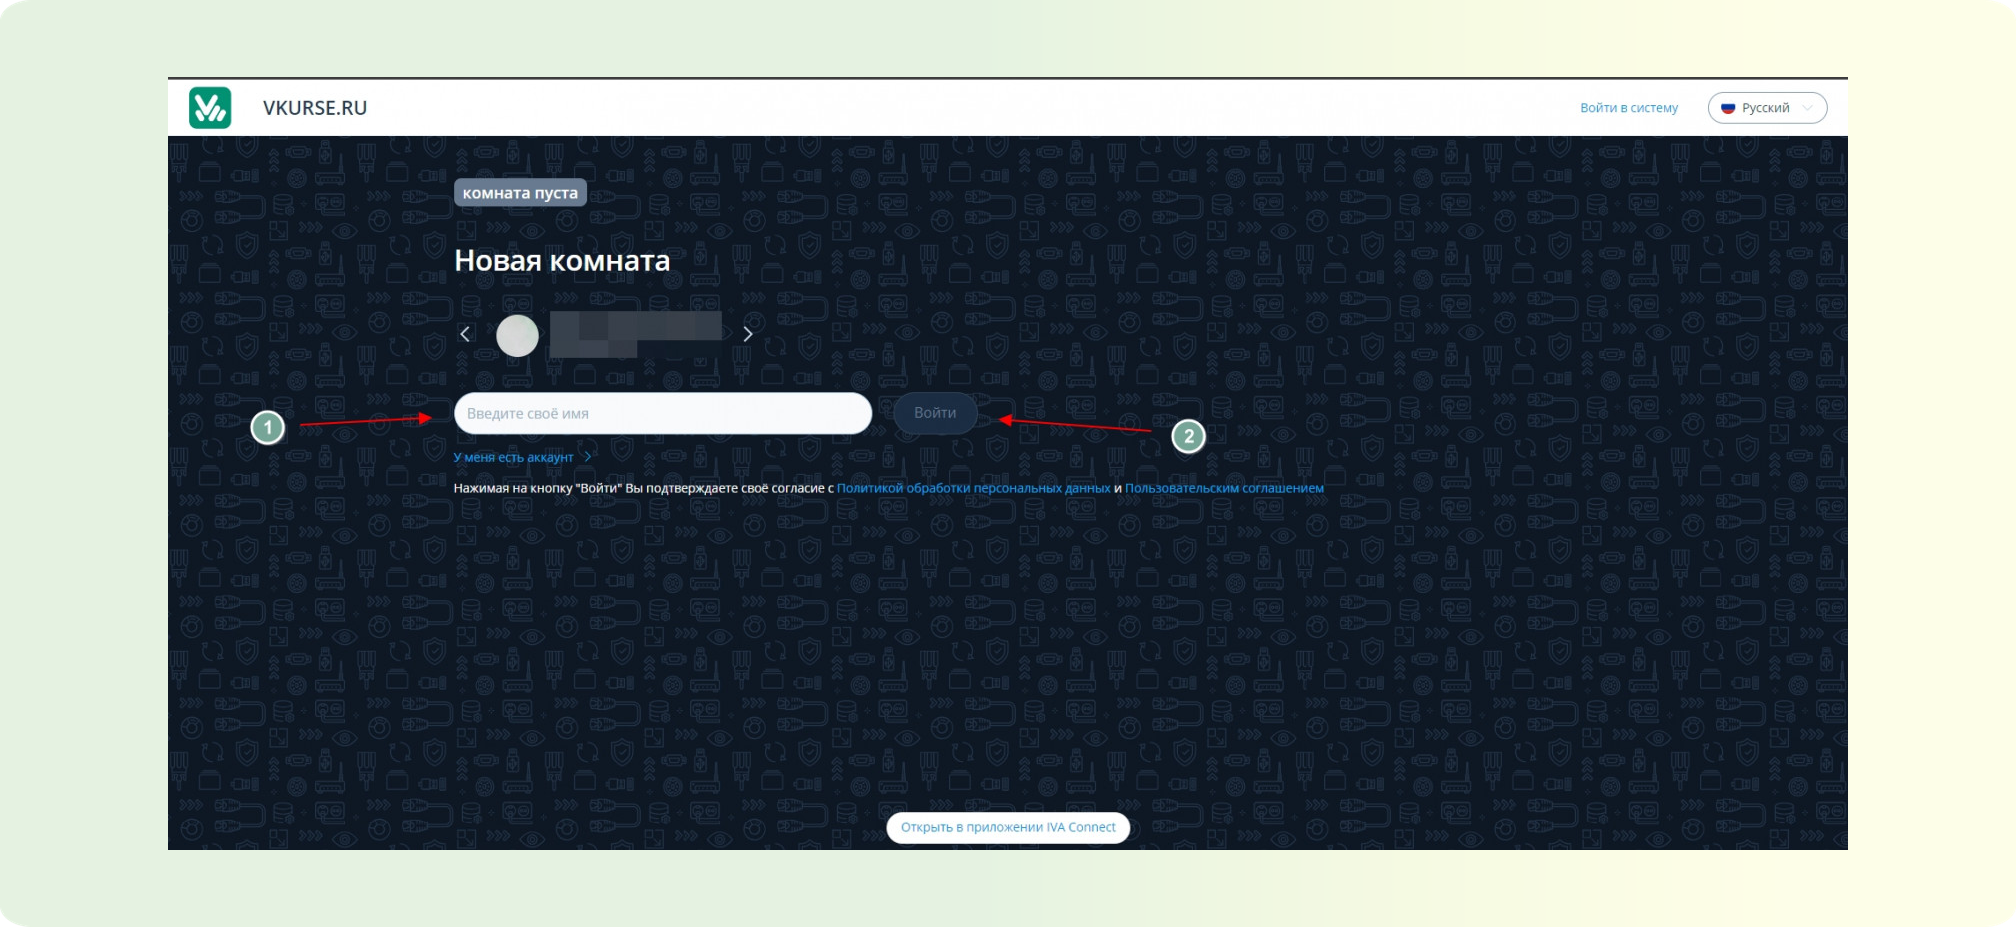 VKURSE.RU
Войти в систему
Русский
комната пуста
Новая комната
1
Введите своё имя
Войти
2
У меня есть аккаунт
Нажимая на кнопку "Войти" Вы подтверждаете своё согласие с Политикой обработки персональных данных и Пользовательским соглашением
Открыть в приложении IVA Connect